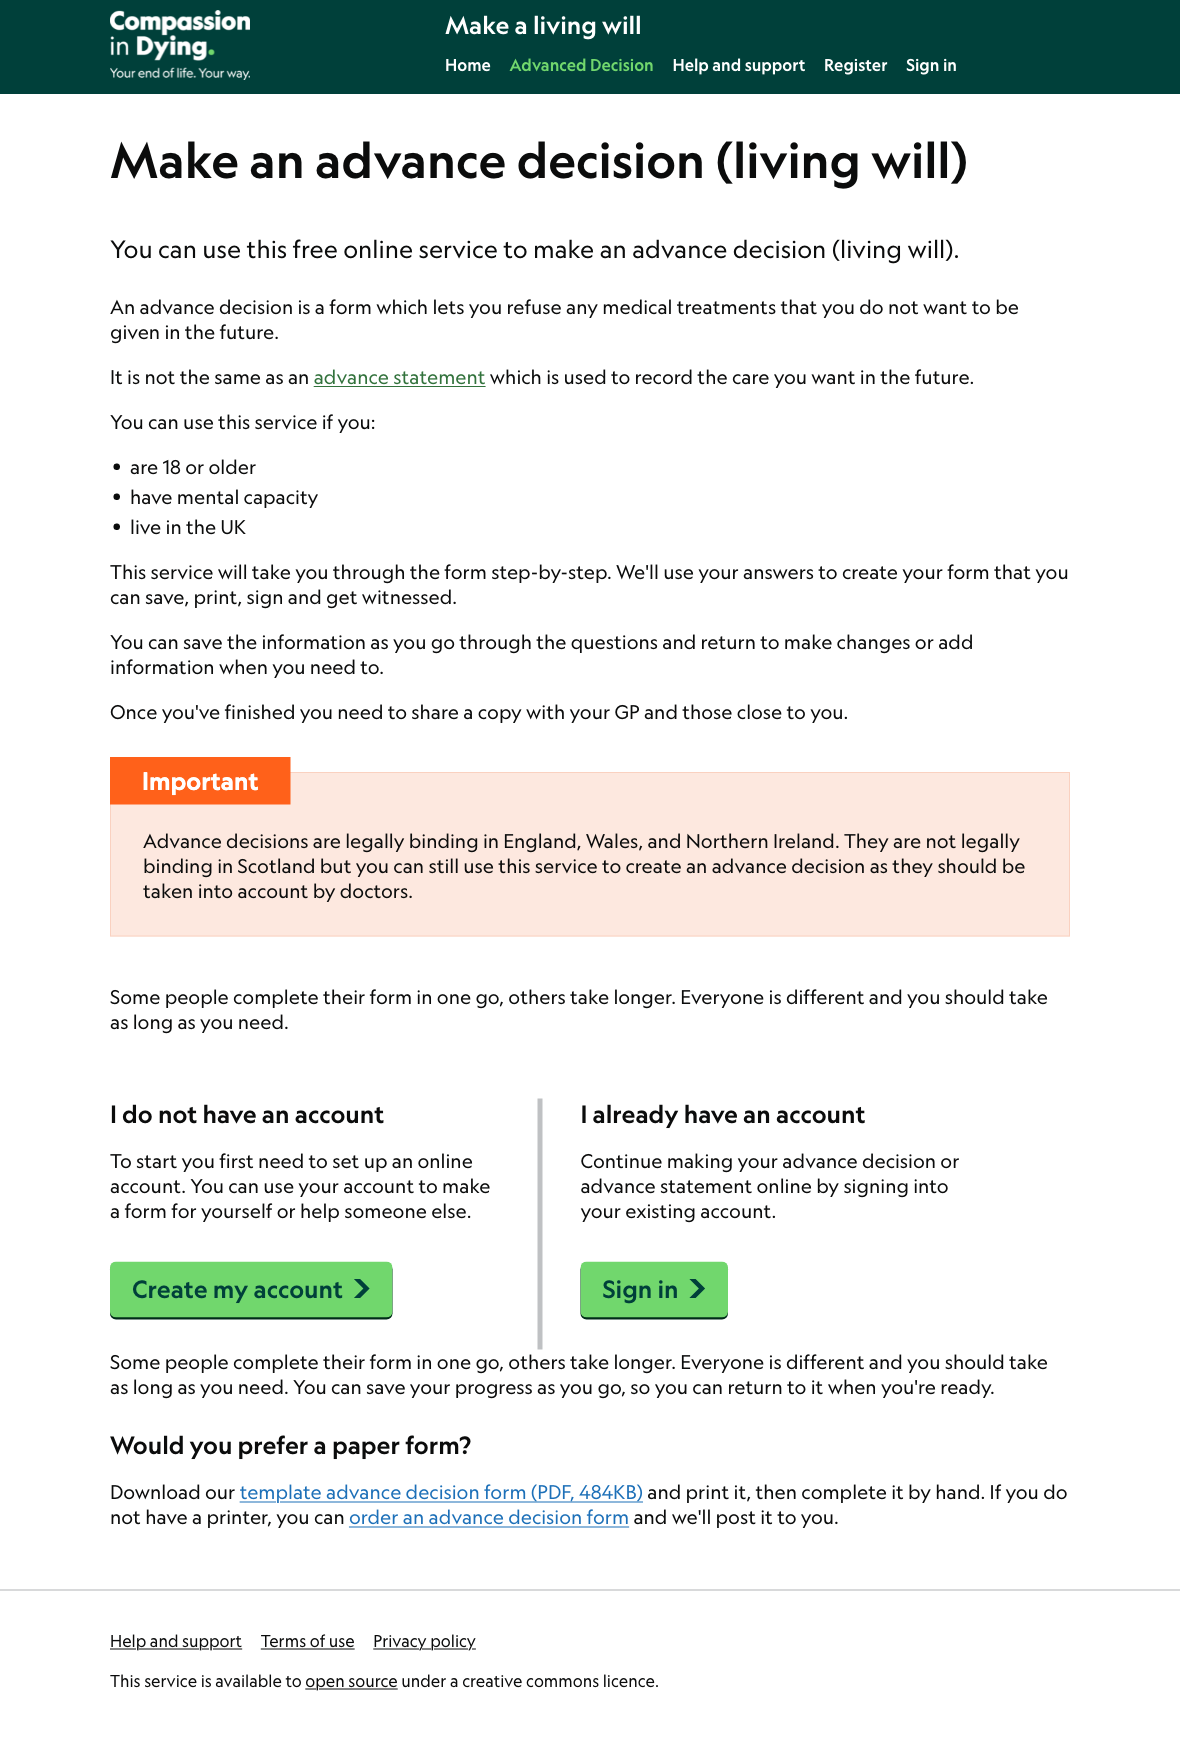 Compassion
in Dying.
Your end of life. Your way.
Make a living will
Home Advanced Decision Help and support Register Sign in
Make an advance decision (living will)
You can use this free online service to make an advance decision (living will).
An advance decision is a form which lets you refuse any medical treatments that you do not want to be
given in the future.
It is not the same as an advance statement which is used to record the care you want in the future.
You can use this service if you:
• are 18 or older
• have mental capacity
• live in the UK
This service will take you through the form step-by-step. We'll use your answers to create your form that you
can save, print, sign and get witnessed.
You can save the information as you go through the questions and return to make changes or add
information when you need to.
Once you've finished you need to share a copy with your GP and those close to you.
Important
Advance decisions are legally binding in England, Wales, and Northern Ireland. They are not legally
binding in Scotland but you can still use this service to create an advance decision as they should be
taken into account by doctors.
Some people complete their form in one go, others take longer. Everyone is different and you should take
as long as you need.
I do not have an account
To start you first need to set up an online
account. You can use your account to make
a form for yourself or help someone else.
Create my account
I already have an account
Continue making your advance decision or
advance statement online by signing into
your existing account.
Sign in
Some people complete their form in one go, others take longer. Everyone is different and you should take
as long as you need. You can save your progress as you go, so you can return to it when you're ready.
Would you prefer a paper form?
Download our template advance decision form (PDF, 484KB) and print it, then complete it by hand. If you do
not have a printer, you can order an advance decision form and we'll post it to you.
Help and support Terms of use Privacy policy
This service is available to open source under a creative commons licence.